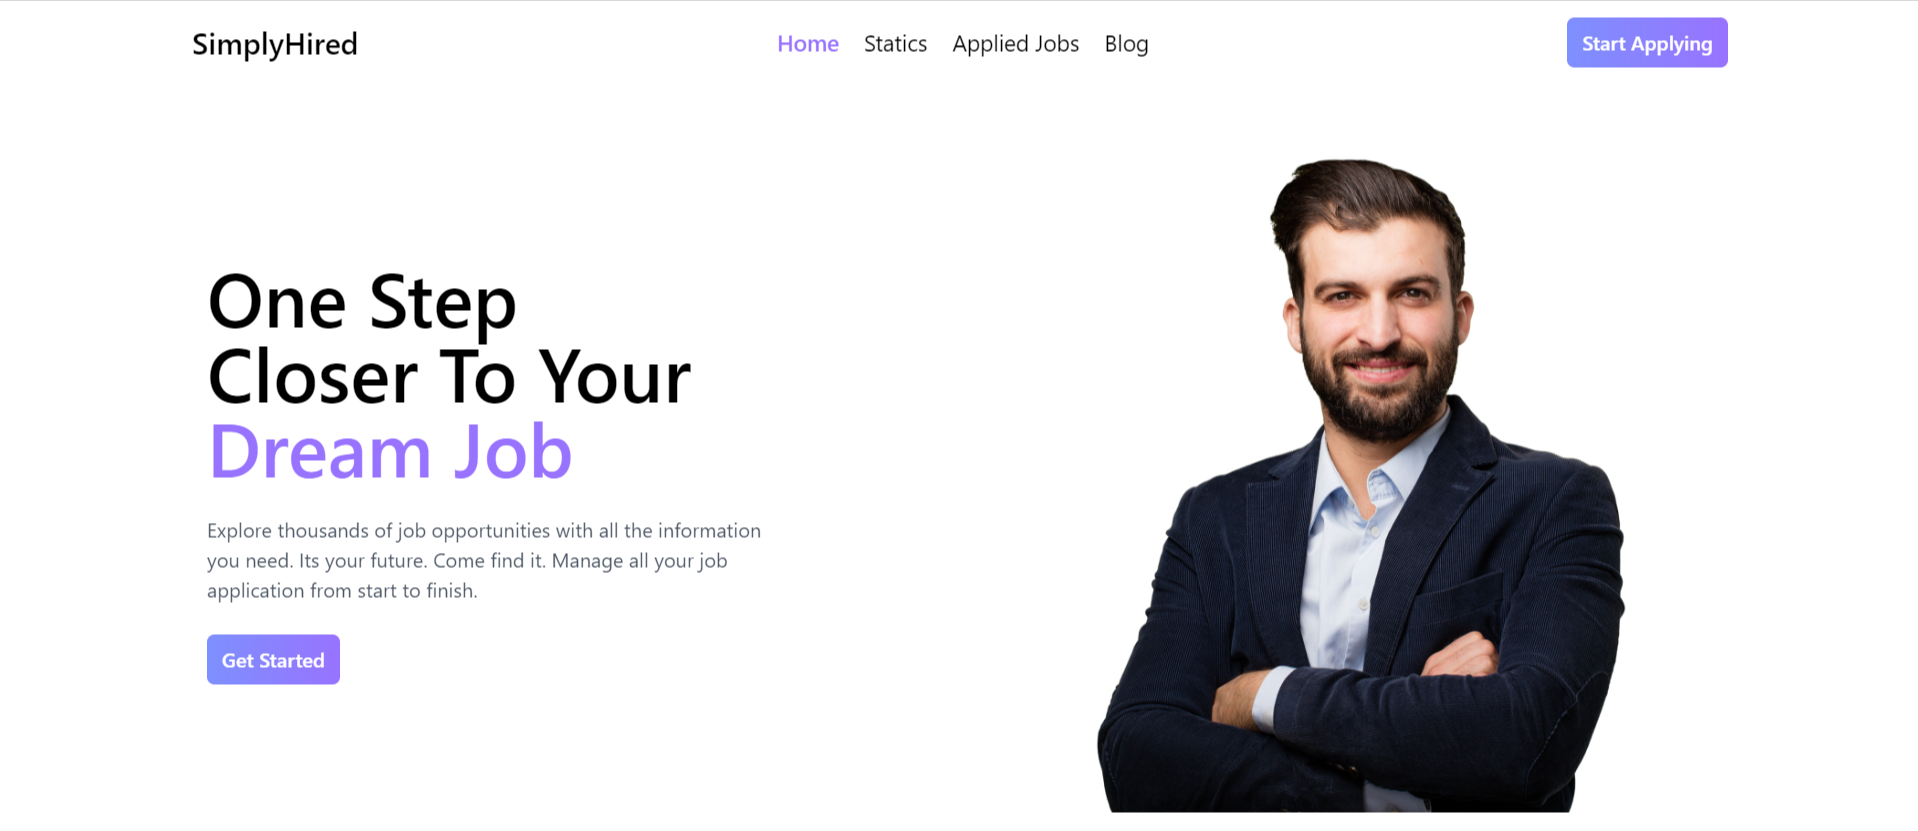 SimplyHired
Home Statics Applied Jobs Blog
Start Applying
One Step
Closer To Your
Dream Job
Explore thousands of job opportunities with all the information
you need. Its your future. Come find it. Manage all your job
application from start to finish.
Get Started